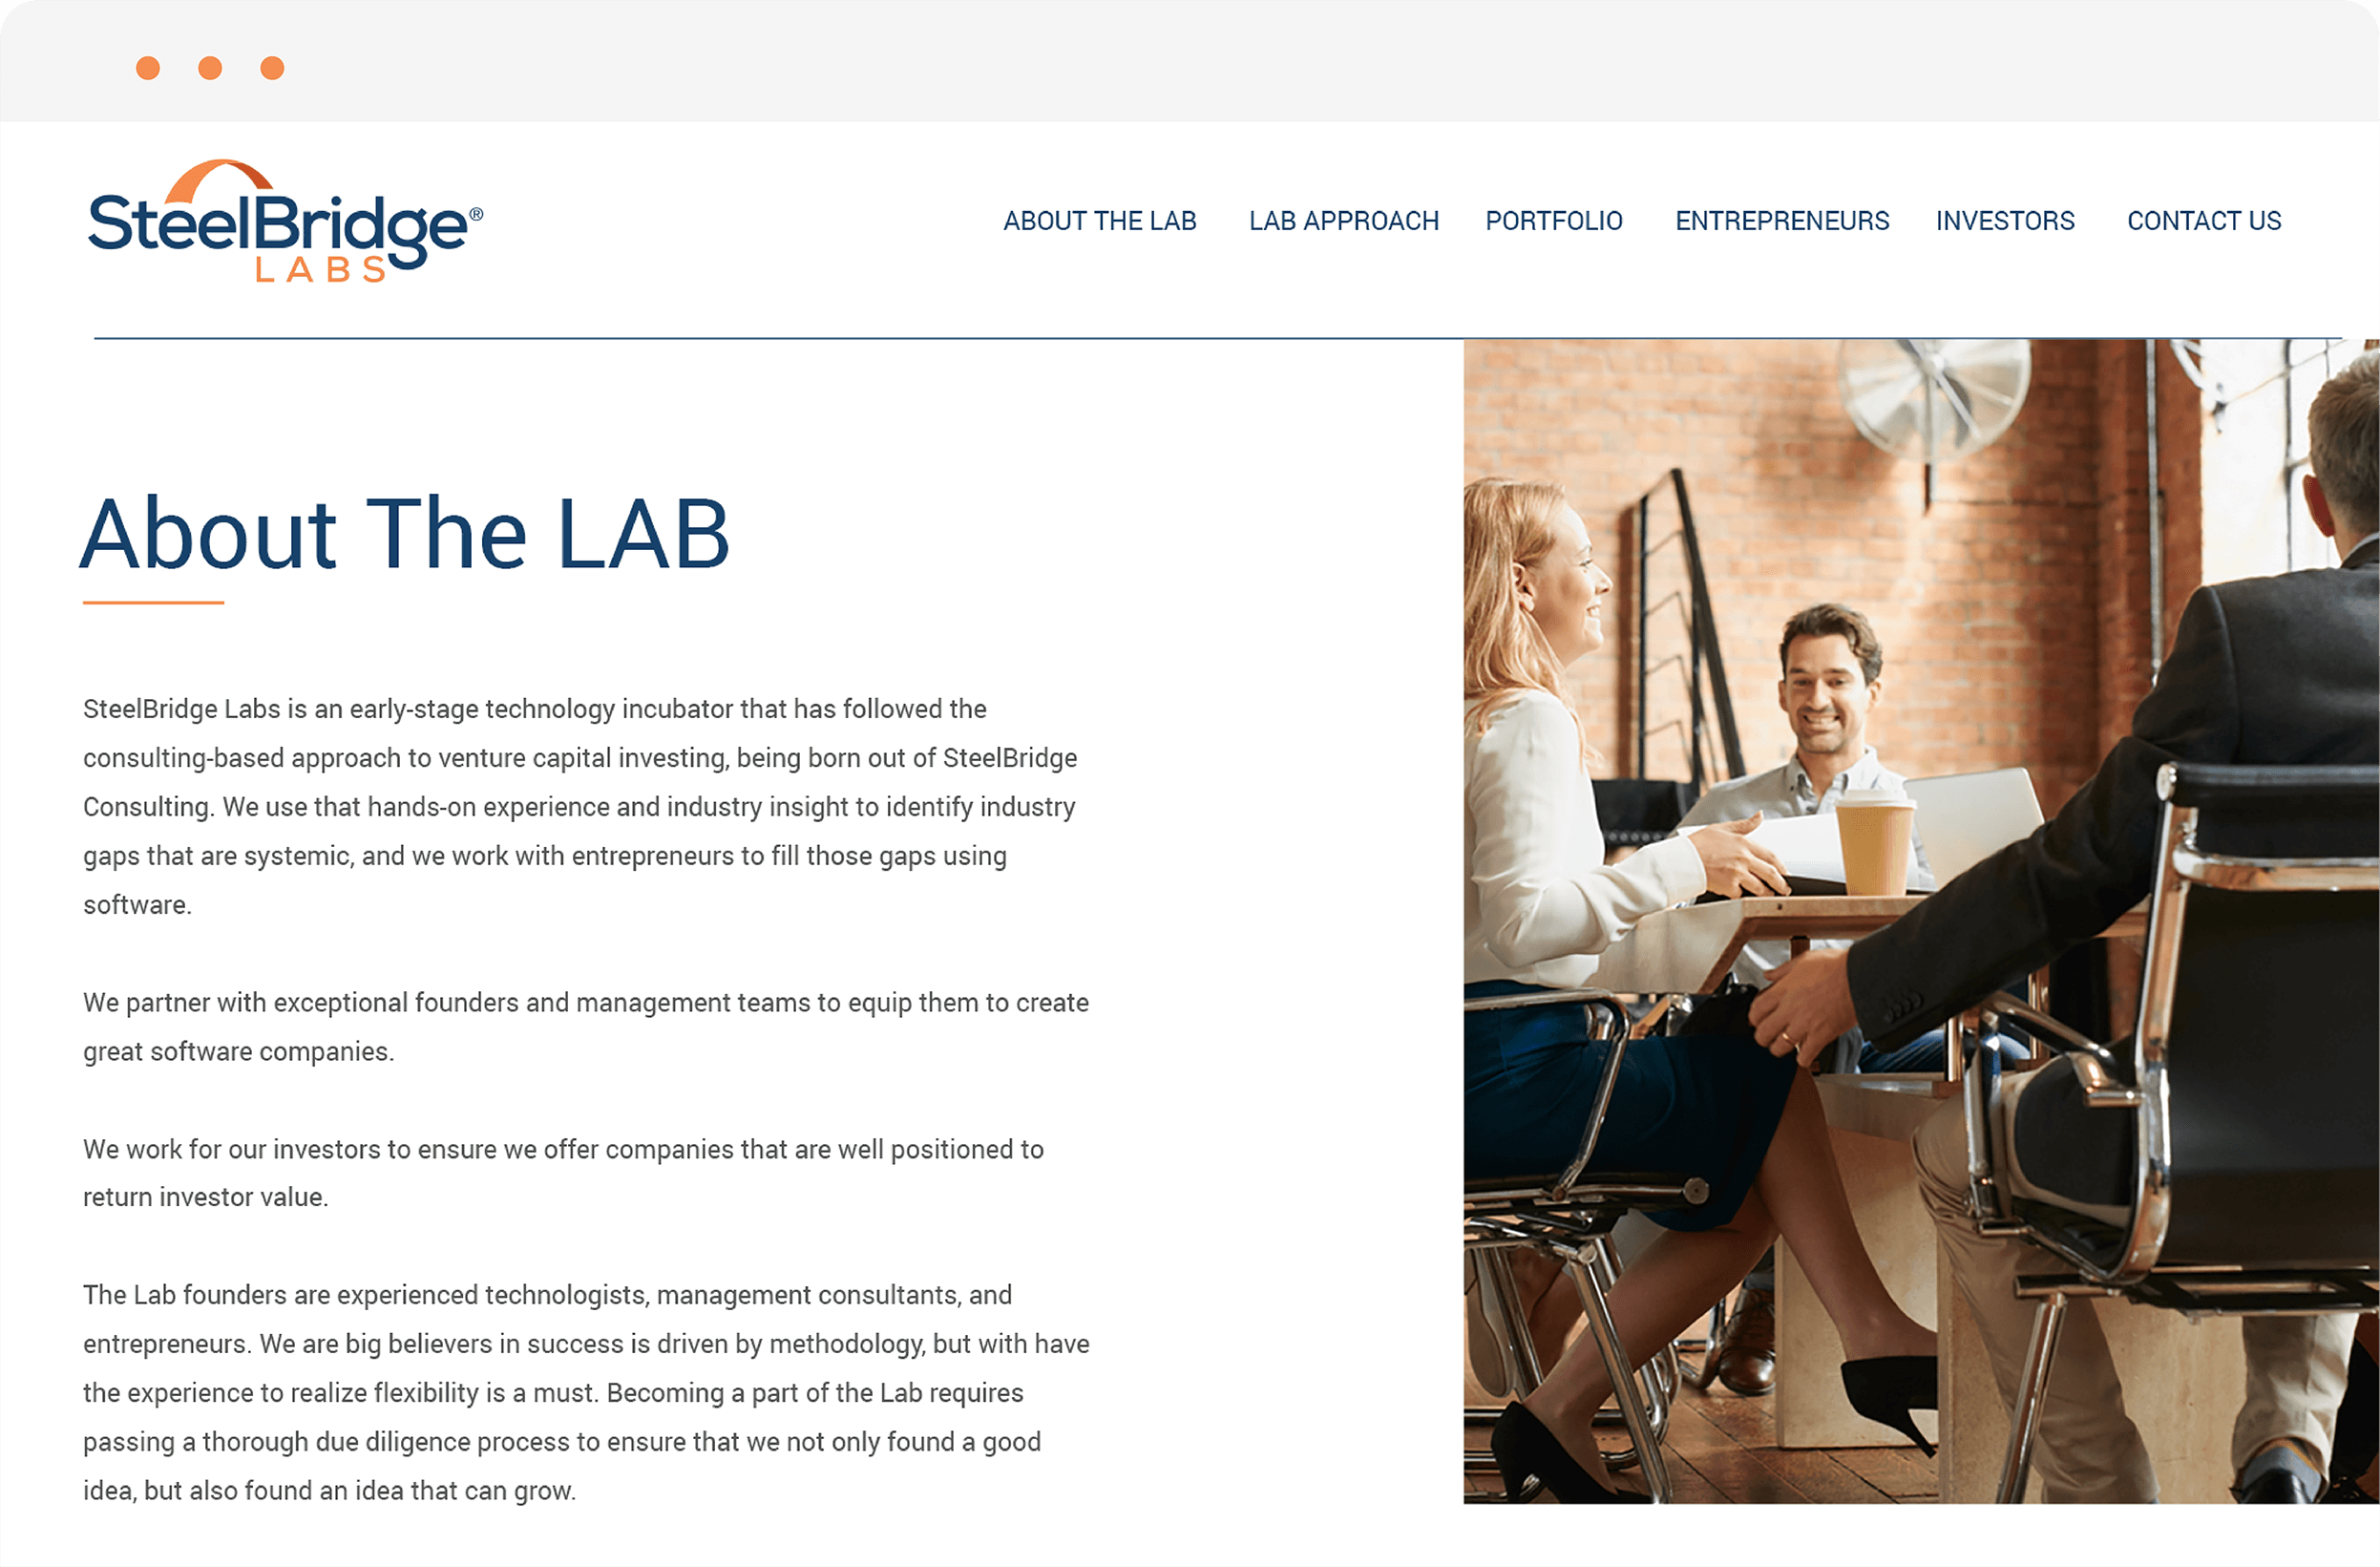 SteelBridge®
LABS
ABOUT THE LAB LAB APPROACH PORTFOLIO ENTREPRENEURS INVESTORS CONTACT US
About The LAB
SteelBridge Labs is an early-stage technology incubator that has followed the
consulting-based approach to venture capital investing, being born out of SteelBridge
Consulting. We use that hands-on experience and industry insight to identify industry
gaps that are systemic, and we work with entrepreneurs to fill those gaps using
software.
We partner with exceptional founders and management teams to equip them to create
great software companies.
We work for our investors to ensure we offer companies that are well positioned to
return investor value.
The Lab founders are experienced technologists, management consultants, and
entrepreneurs. We are big believers in success is driven by methodology, but with have
the experience to realize flexibility is a must. Becoming a part of the Lab requires
passing a thorough due diligence process to ensure that we not only found a good
idea, but also found an idea that can grow.